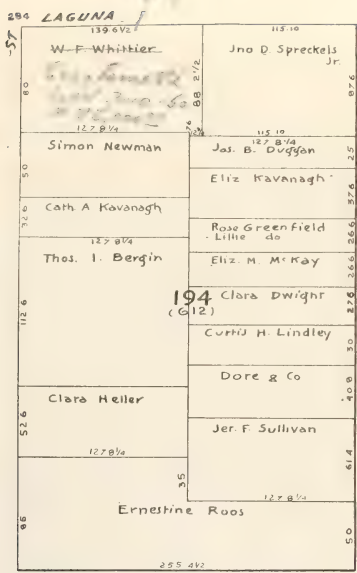 284 LAGUNA
-ST
139.6 1/2
115.10
W. F. Whittier
Jno D. Spreckels
Jr.
80
88 2 1/2
87 6
127 8 1/4
115.10
Simon Newman
127 8 1/4
Jos. B. Duggan
25
50
Eliz Kavanagh
37 6
Cath. A Kavanagh
32 6
Rose Greenfield
Lillie do
26 6
127 8 1/4
Thos. I. Bergin
Eliz. M. McKay
26 6
194
(G12)
Clara Dwight
27 6
112 6
Curtis H. Lindley
30
Dore & Co
40 8
Clara Heller
52 6
Jer. F. Sullivan
61 4
127 8 1/4
35
127 8 1/4
Ernestine Roos
86
50
255 4 1/2